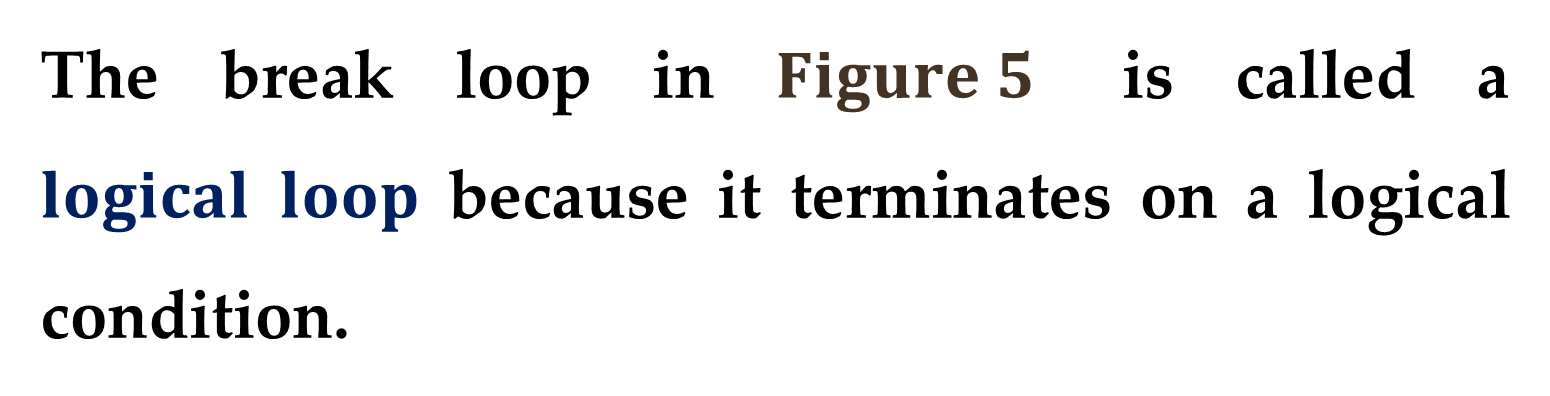 The break loop in Figure 5 is called a
logical loop because it terminates on a logical
condition.